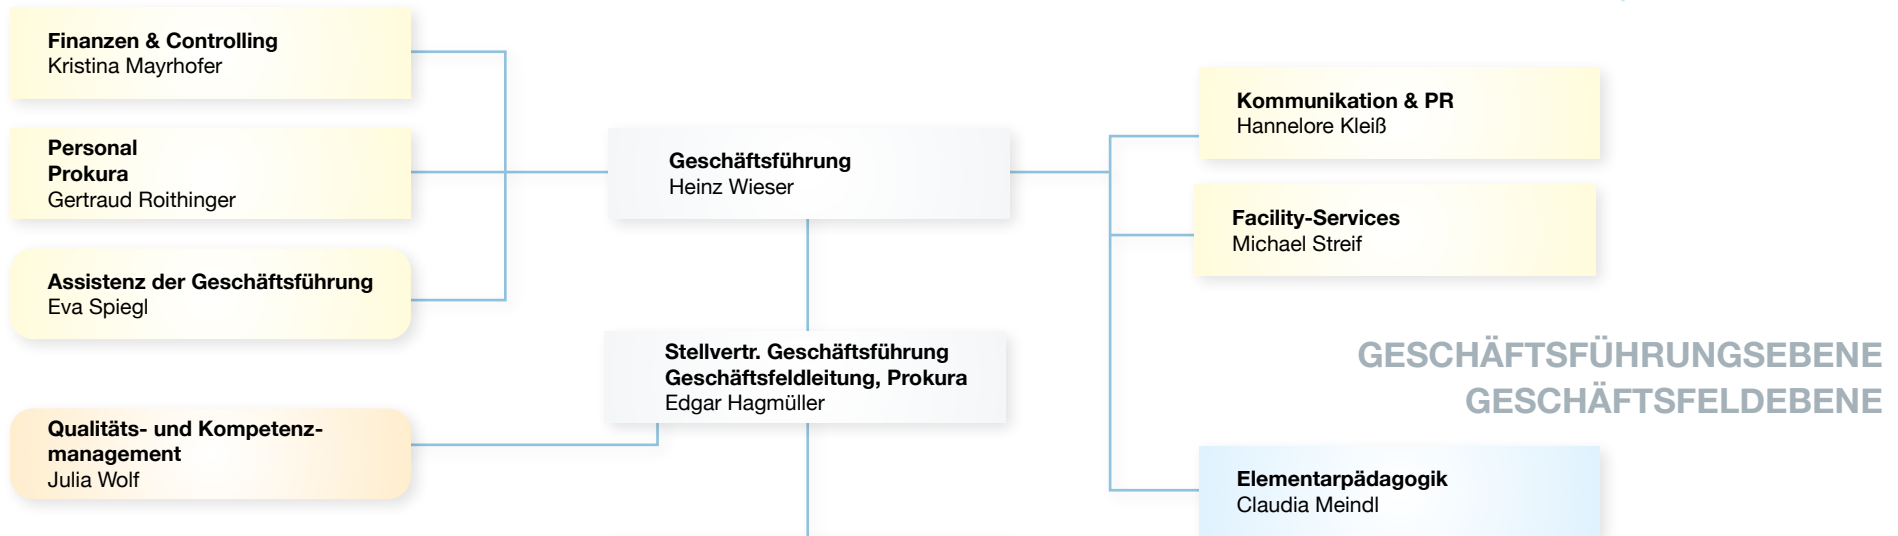 Finanzen & Controlling
Kristina Mayrhofer
Personal
Prokura
Gertraud Roithinger
Assistenz der Geschäftsführung
Eva Spiegl
Qualitäts- und Kompetenz-
management
Julia Wolf
Geschäftsführung
Heinz Wieser
Stellvertr. Geschäftsführung
Geschäftsfeldleitung, Prokura
Edgar Hagmüller
Kommunikation & PR
Hannelore Kleiß
Facility-Services
Michael Streif
GESCHÄFTSFÜHRUNGSEBENE
GESCHÄFTSFELDEBENE
Elementarpädagogik
Claudia Meindl